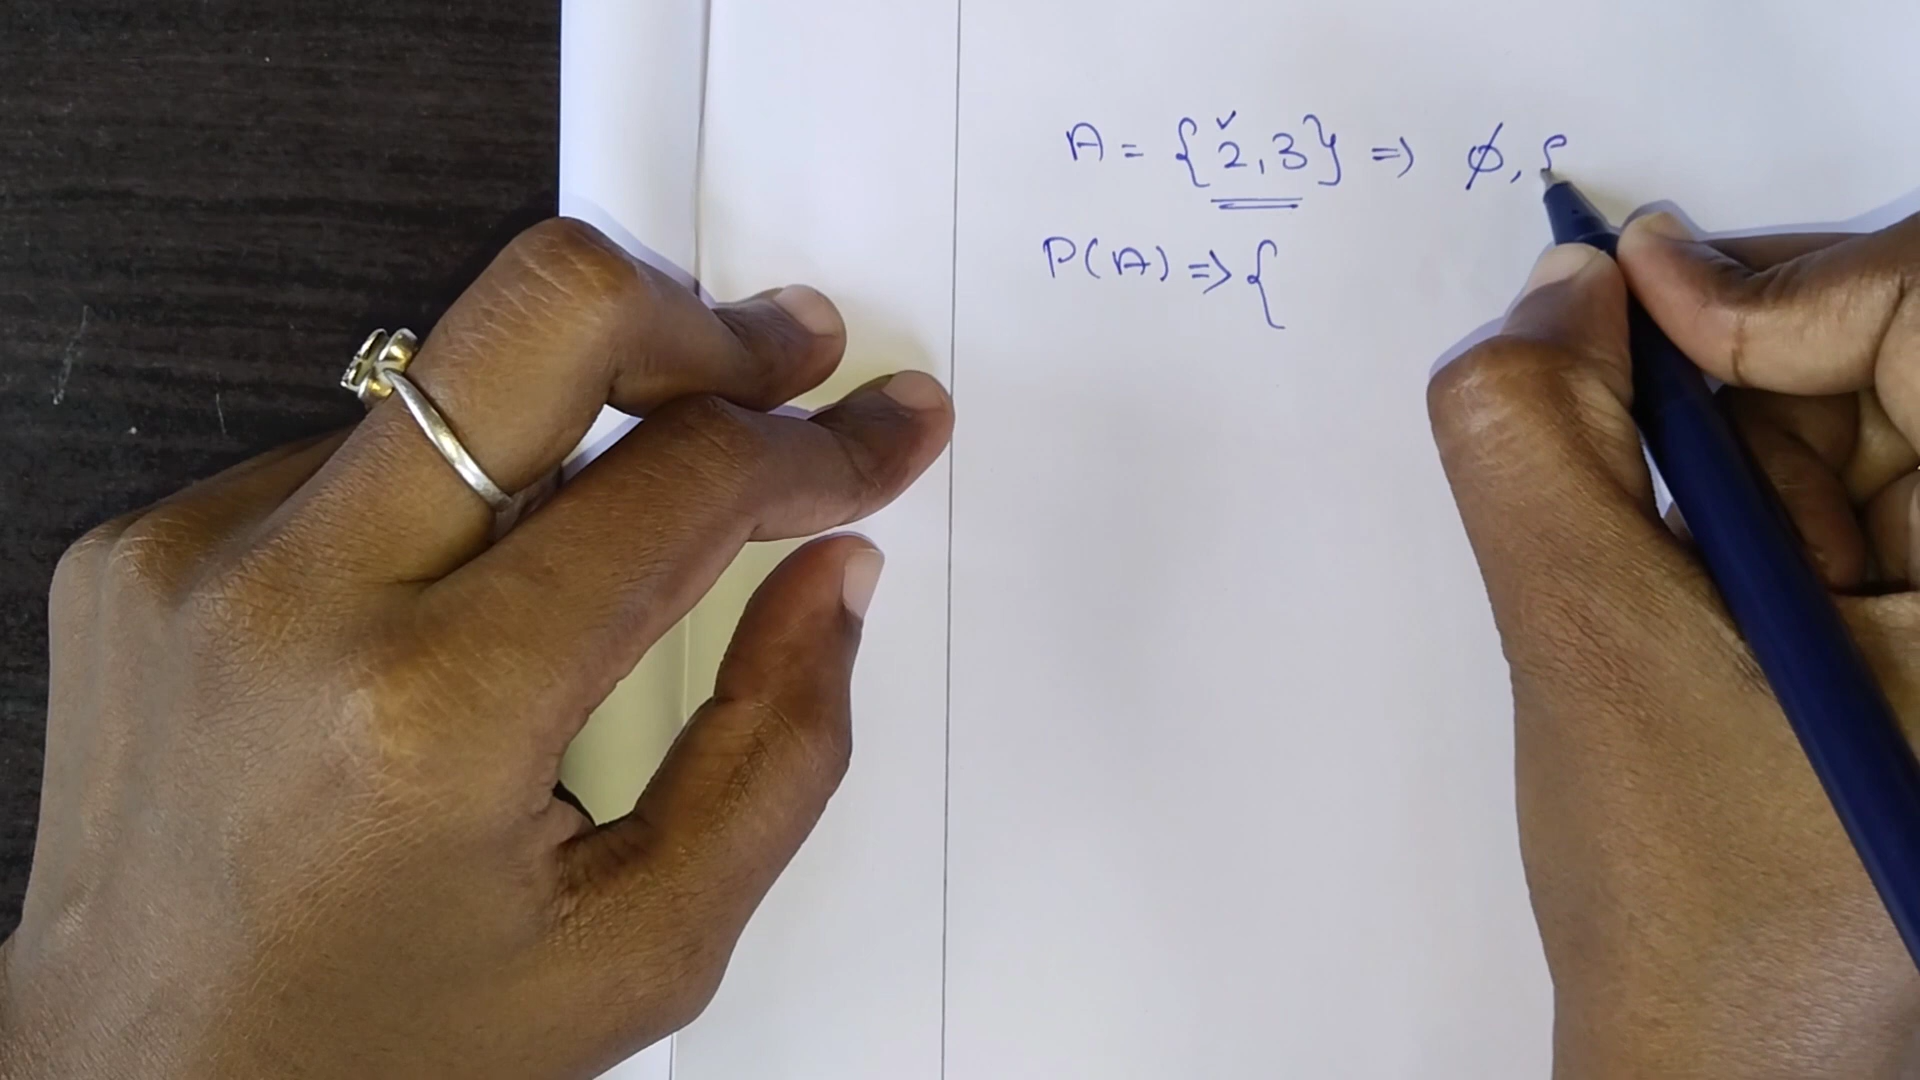 A = {2,3} => ϕ, {
P(A) => {